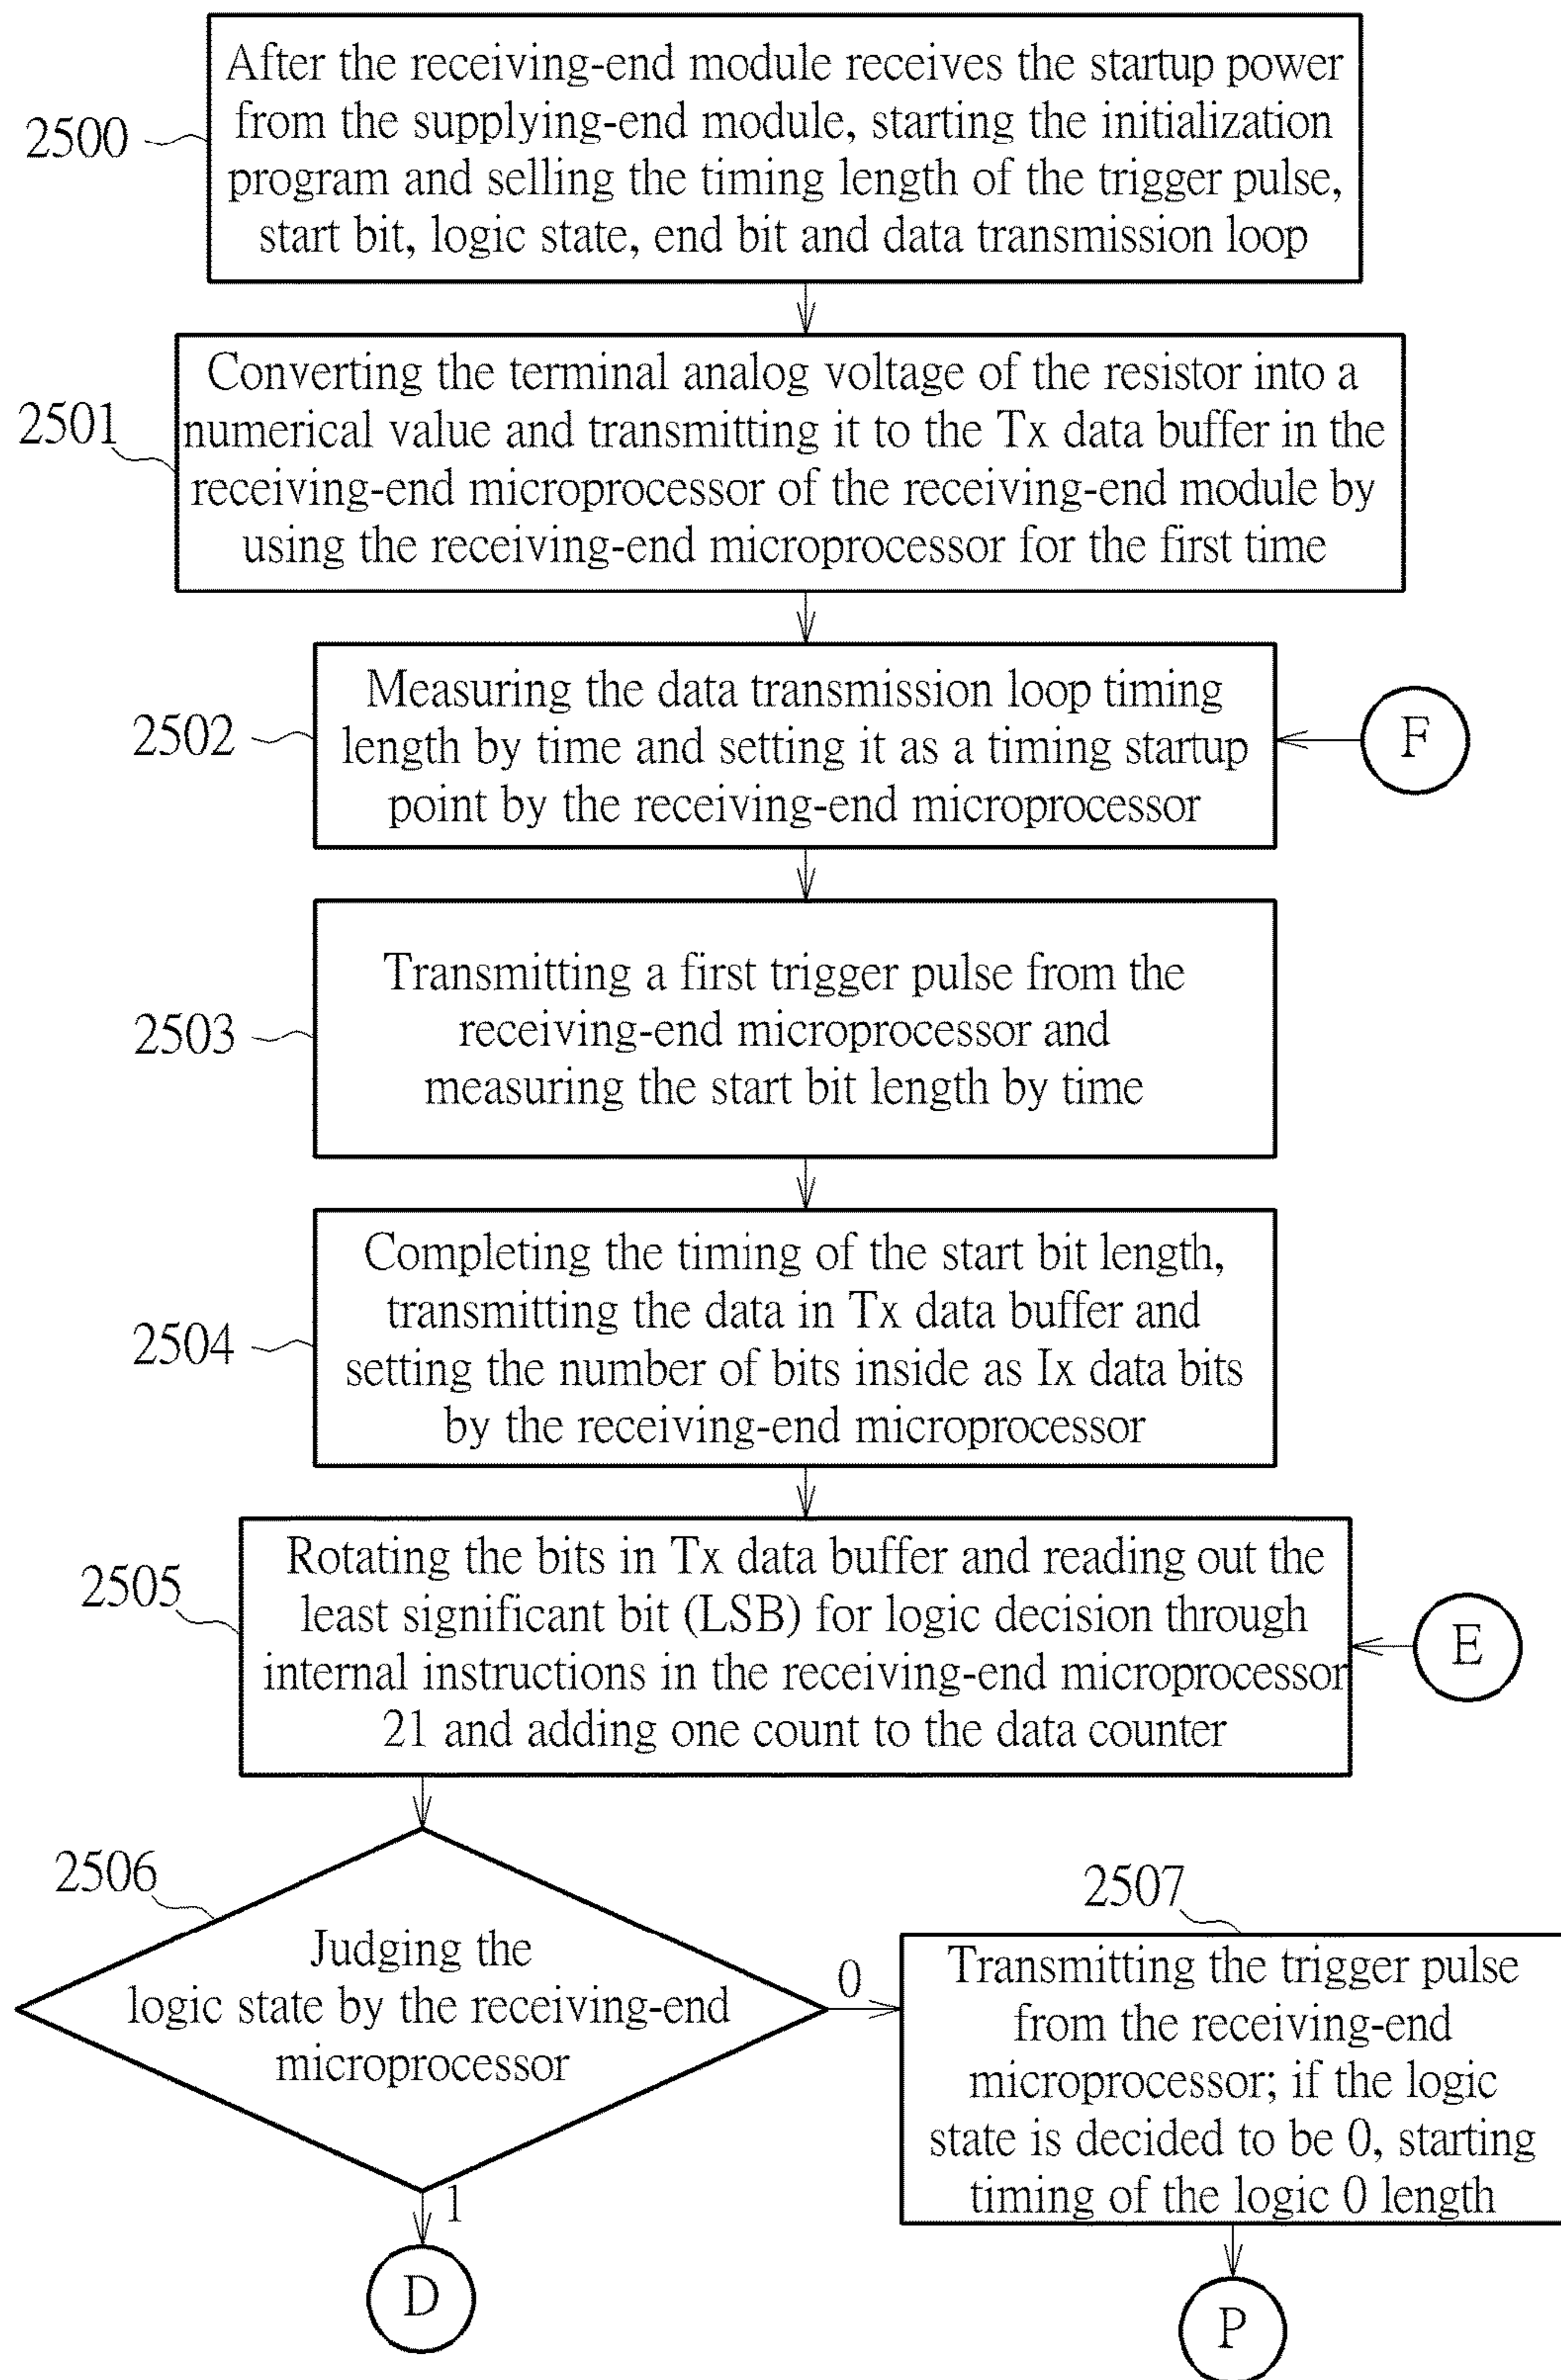 2500
After the receiving-end module receives the startup power
from the supplying-end module, starting the initialization
program and selling the timing length of the trigger pulse,
start bit, logic state, end bit and data transmission loop
2501
Converting the terminal analog voltage of the resistor into a
numerical value and transmitting it to the Tx data buffer in the
receiving-end microprocessor of the receiving-end module by
using the receiving-end microprocessor for the first time
2502
Measuring the data transmission loop timing
length by time and setting it as a timing startup
point by the receiving-end microprocessor
F
2503
Transmitting a first trigger pulse from the
receiving-end microprocessor and
measuring the start bit length by time
2504
Completing the timing of the start bit length,
transmitting the data in Tx data buffer and
setting the number of bits inside as Ix data bits
by the receiving-end microprocessor
2505
Rotating the bits in Tx data buffer and reading out the
least significant bit (LSB) for logic decision through
internal instructions in the receiving-end microprocessor
21 and adding one count to the data counter
E
2506
Judging the
logic state by the receiving-end
microprocessor
0
1
D
2507
Transmitting the trigger pulse
from the receiving-end
microprocessor; if the logic
state is decided to be 0, starting
timing of the logic 0 length
P